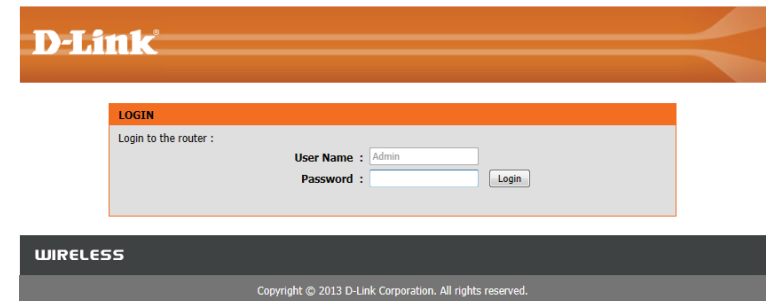 D-Link®
LOGIN
Login to the router :
User Name : Admin
Password : Login
WIRELESS
Copyright © 2013 D-Link Corporation. All rights reserved.